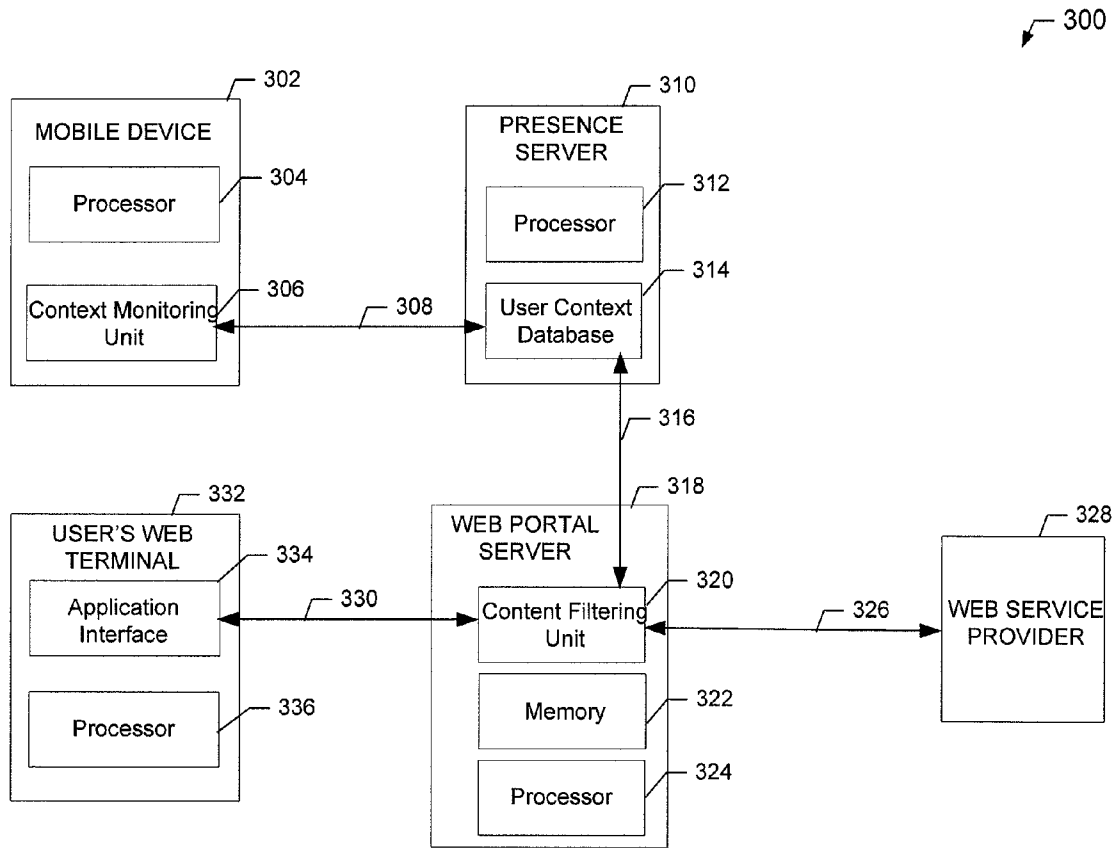 300
302
MOBILE DEVICE
Processor
304
Context Monitoring
Unit
306
308
310
PRESENCE
SERVER
Processor
312
User Context
Database
314
316
332
USER'S WEB
TERMINAL
Application
Interface
334
Processor
336
330
318
WEB PORTAL
SERVER
Content Filtering
Unit
320
Memory
322
Processor
324
326
328
WEB SERVICE
PROVIDER